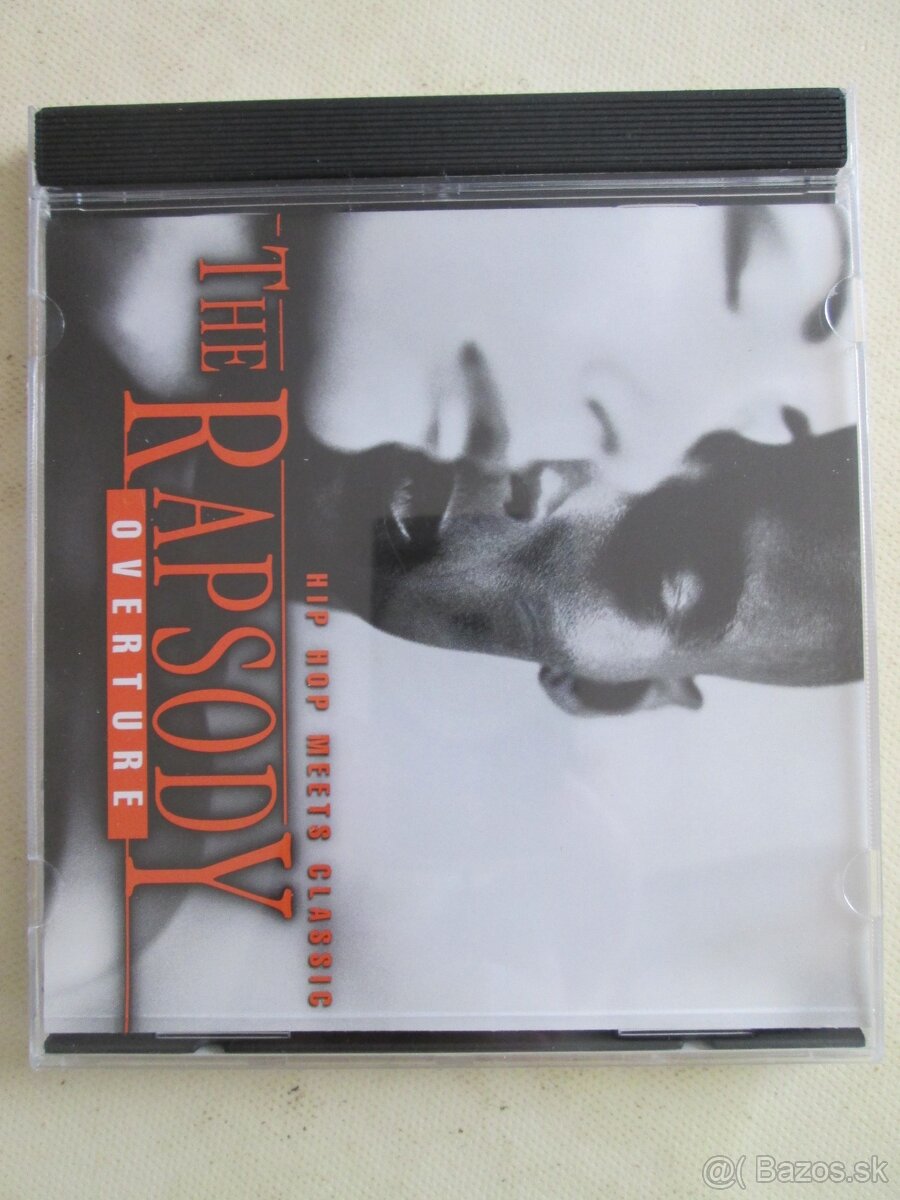 THE RAPSODY
OVERTURE
HIP HOP MEETS CLASSIC
@( Bazos.sk